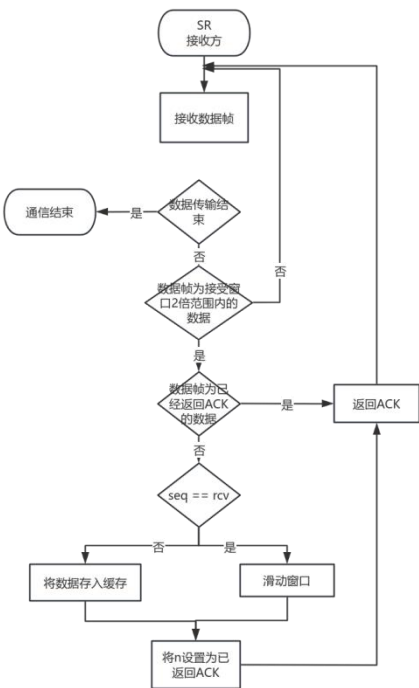 SR
接收方
接收数据帧
数据传输结
束
通信结束
是
否
数据帧为接受窗
口2倍范围内的
数据
否
是
数据帧为已
经返回ACK
的数据
是
返回ACK
否
seq == rcv
否
是
将数据存入缓存
滑动窗口
将n设置为已
返回ACK